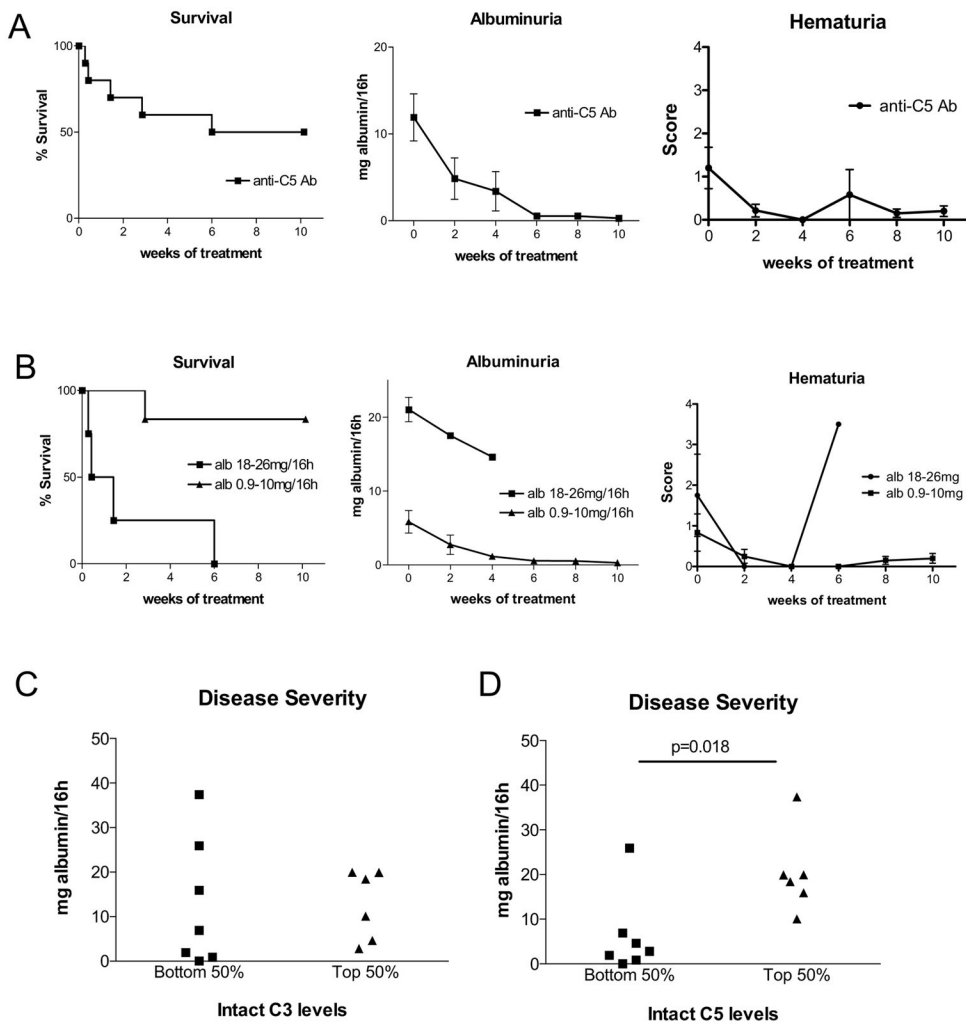 A
Survival
100
50
0
% Survival
anti-C5 Ab
0 2 4 6 8 10
weeks of treatment
Albuminuria
20
10
0
mg albumin/16h
anti-C5 Ab
0 2 4 6 8 10
weeks of treatment
Hematuria
4
3
2
1
0
Score
anti-C5 Ab
0 2 4 6 8 10
weeks of treatment
B
Survival
100
50
0
% Survival
alb 18-26mg/16h
alb 0.9-10mg/16h
0 2 4 6 8 10
weeks of treatment
Albuminuria
20
10
0
mg albumin/16h
alb 18-26mg/16h
alb 0.9-10mg/16h
0 2 4 6 8 10
weeks of treatment
Hematuria
4
3
2
1
0
Score
alb 18-26mg
alb 0.9-10mg
0 2 4 6 8 10
weeks of treatment
C
Disease Severity
50
40
30
20
10
0
mg albumin/16h
Bottom 50% Top 50%
Intact C3 levels
D
Disease Severity
p=0.018
50
40
30
20
10
0
mg albumin/16h
Bottom 50% Top 50%
Intact C5 levels